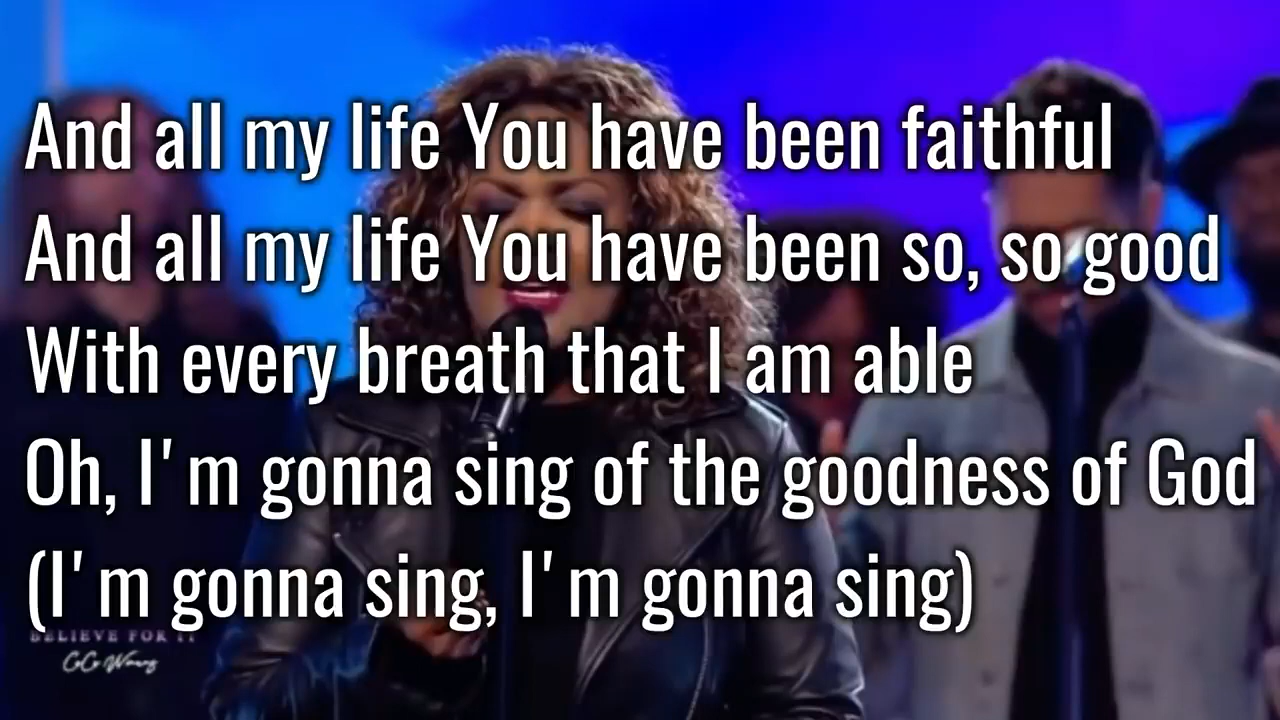 And all my life You have been faithful
And all my life You have been so, so good
With every breath that I am able
Oh, I'm gonna sing of the goodness of God
(I'm gonna sing, I'm gonna sing)
BELIEVE FOR IT
CeCe Winans